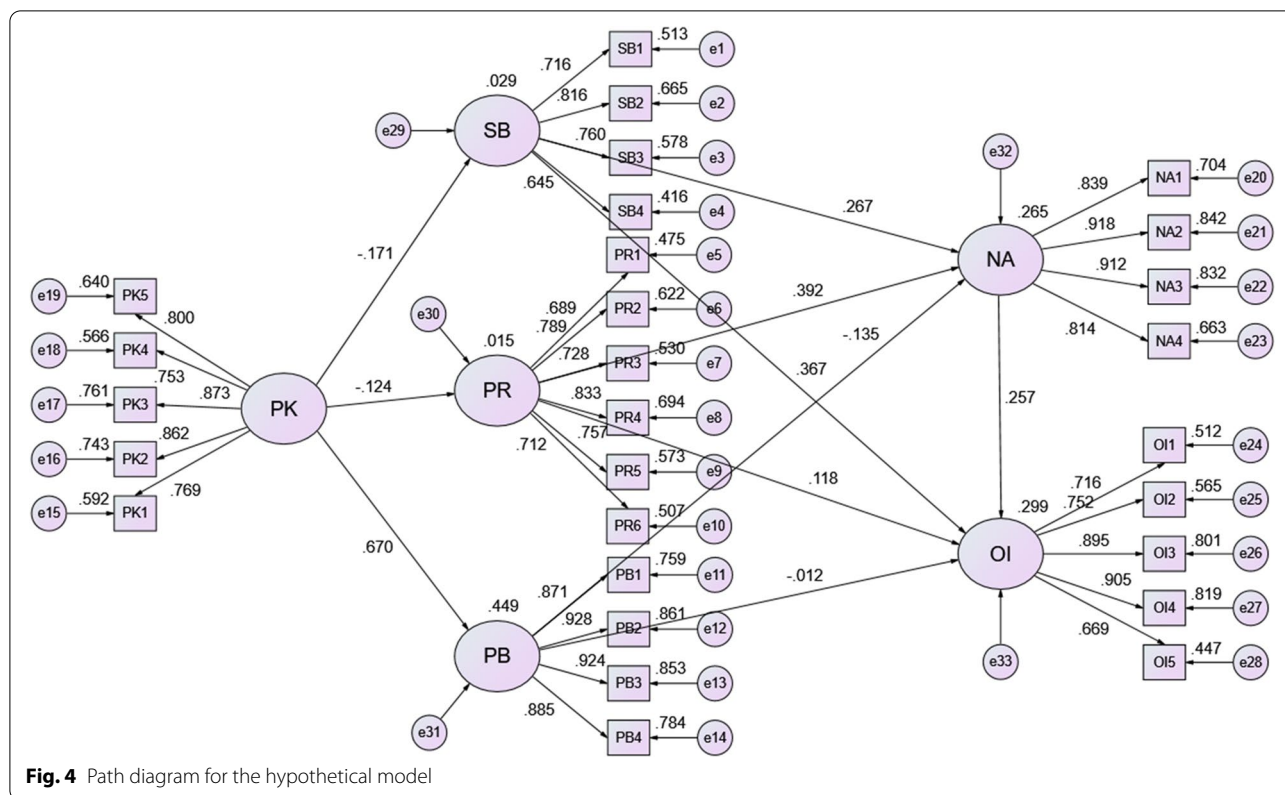 .513
SB1
e1
.716
.029
.816
.665
SB2
e2
e29
SB
.760
.578
SB3
e3
.645
.416
SB4
e4
e32
.839
.704
NA1
e20
.267
.265
.918
.842
NA2
e21
NA
.912
.832
NA3
e22
.814
.663
NA4
e23
-.171
.475
PR1
e5
.392
.689
.622
PR2
e6
-.135
e30
.789
.015
.728
.530
PR3
e7
.367
PR
.833
.694
PR4
e8
.257
.757
.573
PR5
e9
.712
.118
.507
PR6
e10
e19
.640
PK5
.800
e18
.566
PK4
.753
e17
.761
PK3
.873
PK
-.124
e16
.743
PK2
.862
e15
.592
PK1
.769
.670
.512
OI1
e24
.716
.299
.752
.565
OI2
e25
OI
.895
.801
OI3
e26
.905
.819
OI4
e27
.669
.447
OI5
e28
e33
-.012
.759
PB1
e11
.871
.449
.928
.861
PB2
e12
PB
.924
.853
PB3
e13
.885
.784
PB4
e14
e31
Fig. 4 Path diagram for the hypothetical model